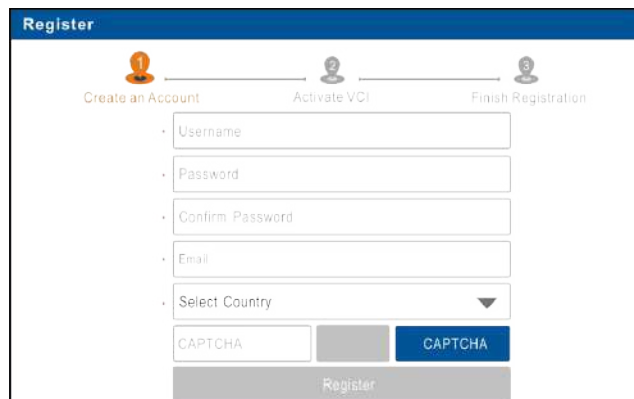 Register
1 2 3
Create an Account Activate VCI Finish Registration
Username
Password
Confirm Password
Email
Select Country
CAPTCHA CAPTCHA
Register